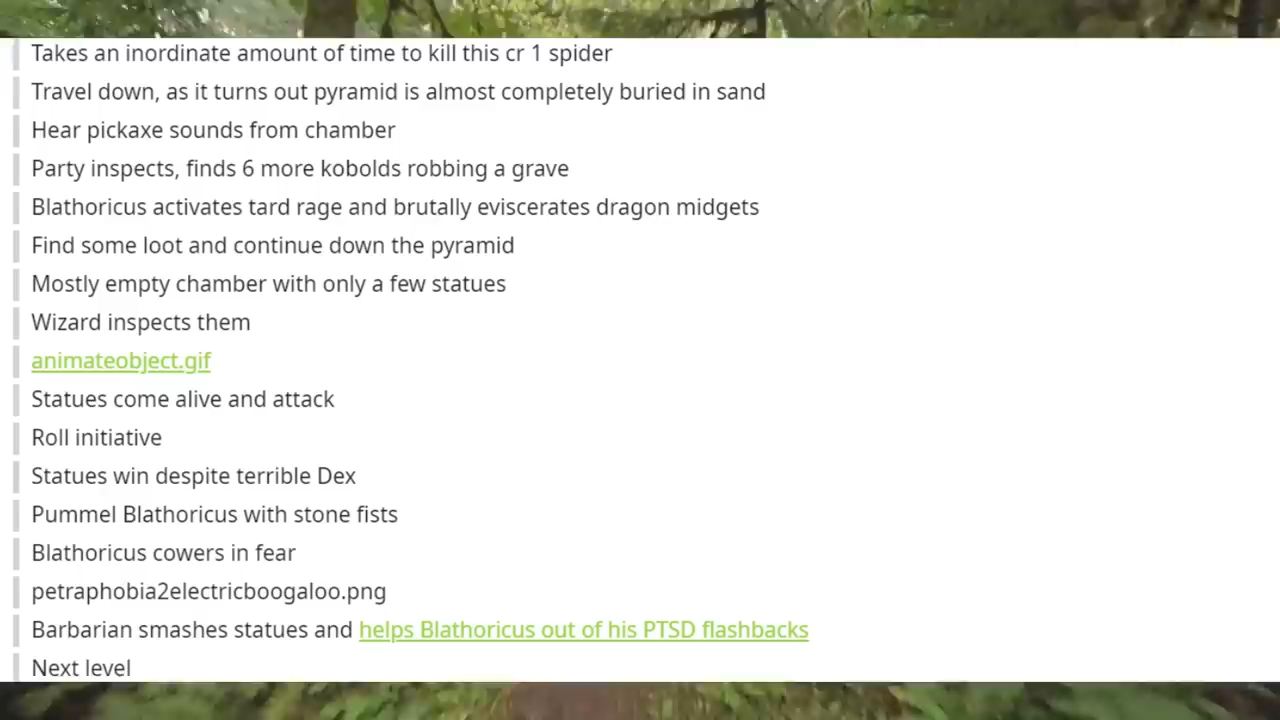 Takes an inordinate amount of time to kill this cr 1 spider
Travel down, as it turns out pyramid is almost completely buried in sand
Hear pickaxe sounds from chamber
Party inspects, finds 6 more kobolds robbing a grave
Blathoricus activates tard rage and brutally eviscerates dragon midgets
Find some loot and continue down the pyramid
Mostly empty chamber with only a few statues
Wizard inspects them
animateobject.gif
Statues come alive and attack
Roll initiative
Statues win despite terrible Dex
Pummel Blathoricus with stone fists
Blathoricus cowers in fear
petraphobia2electricboogaloo.png
Barbarian smashes statues and helps Blathoricus out of his PTSD flashbacks
Next level